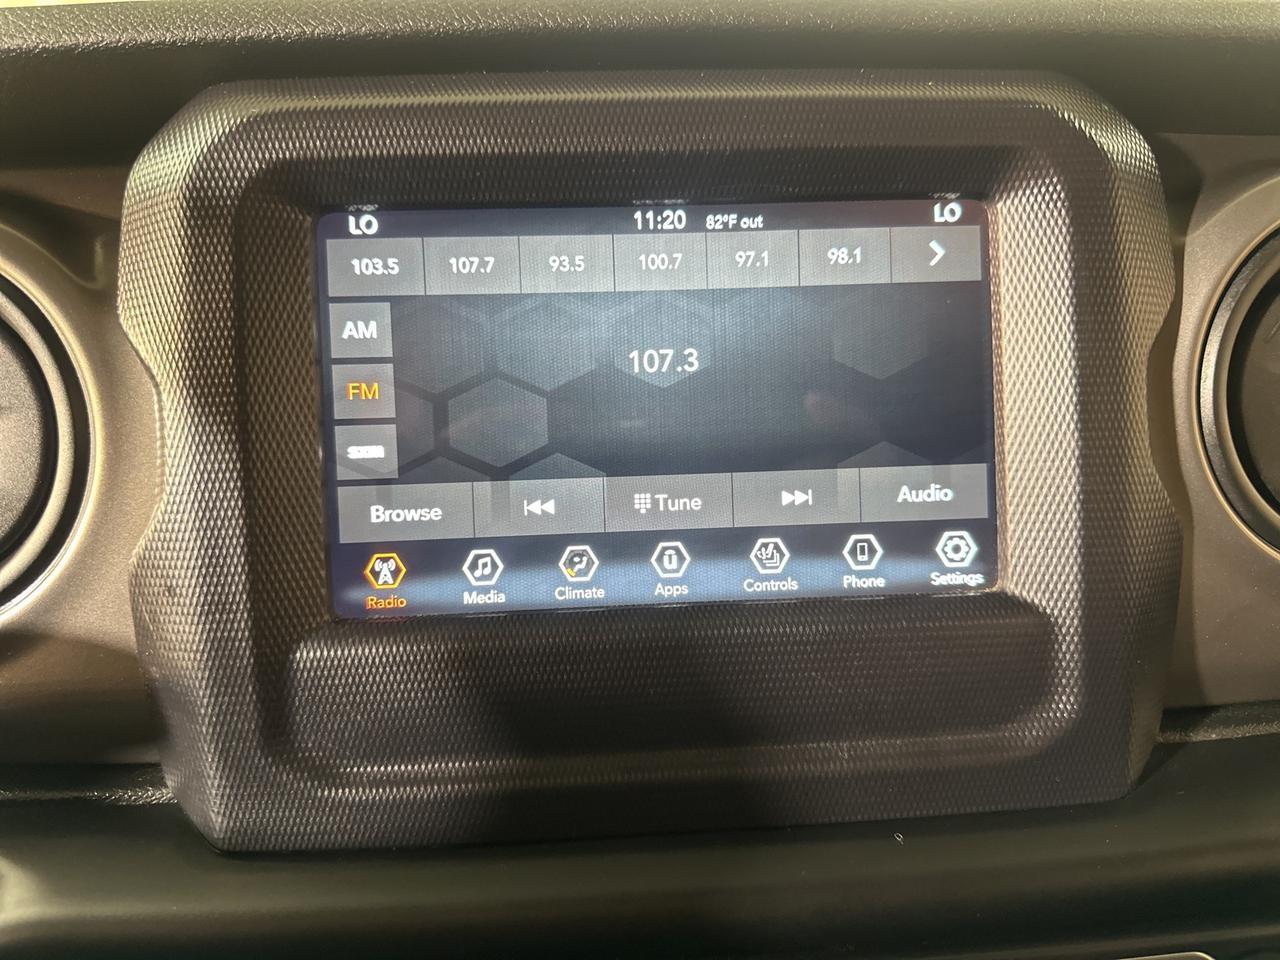 LO 11:20 82°F out LO
103.5 107.7 93.5 100.7 97.1 98.1
AM
107.3
FM
SXM
Browse Tune Audio
Radio Media Climate Apps Controls Phone Settings